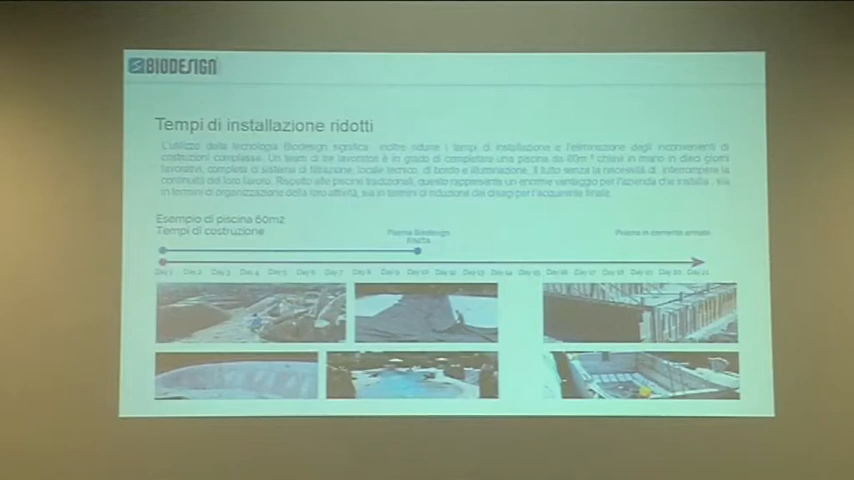 BIODESIGN
Tempi di installazione ridotti
L'utilizzo della tecnologia Biodesign significa inoltre ridurre i tempi di installazione e l'eliminazione degli inconvenienti di
costruzioni complesse. Un team di tre lavoratori è in grado di completare una piscina da 60m ² chiavi in mano in dieci giorni
lavorativi, completa di sistema di filtrazione, locale tecnico, di bordo e illuminazione. Il tutto senza la necesità di interrompere la
continuità del loro lavoro. Rispetto alle piscine tradizionali, questo rappresenta un enorme vantaggio per l'azienda che installa, sia
in termini di organizzazione della loro attività, sia in termini di riduzione dei disagi per l'acquirente finale.
Esempio di piscina 60m2
Tempi di costruzione
Piscina Biodesign
FINITA
Piscina in cemento armato
Day 1 Day 2 Day 3 Day 4 Day 5 Day 6 Day 7 Day 8 Day 9 Day 10 Day 12 Day 13 Day 14 Day 15 Day 16 Day 17 Day 18 Day 19 Day 20 Day 21